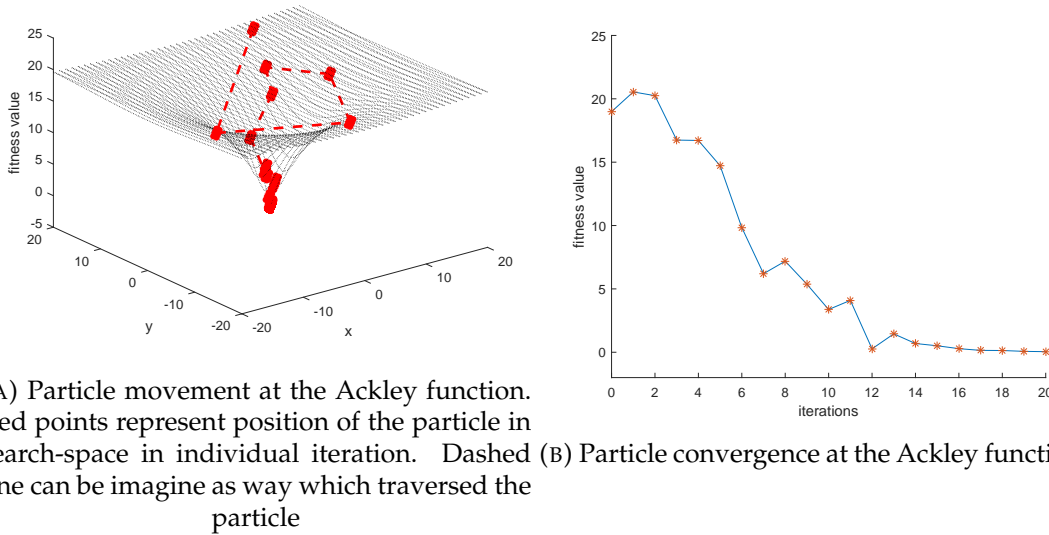 25
20
15
10
5
0
-5
fitness value
20
10
0
-10
-20
y
-20
-10
0
10
20
x
25
20
15
10
5
0
fitness value
0 2 4 6 8 10 12 14 16 18 20
iterations
A) Particle movement at the Ackley function.
ed points represent position of the particle in
earch-space in individual iteration. Dashed
ne can be imagine as way which traversed the
particle
(B) Particle convergence at the Ackley functi